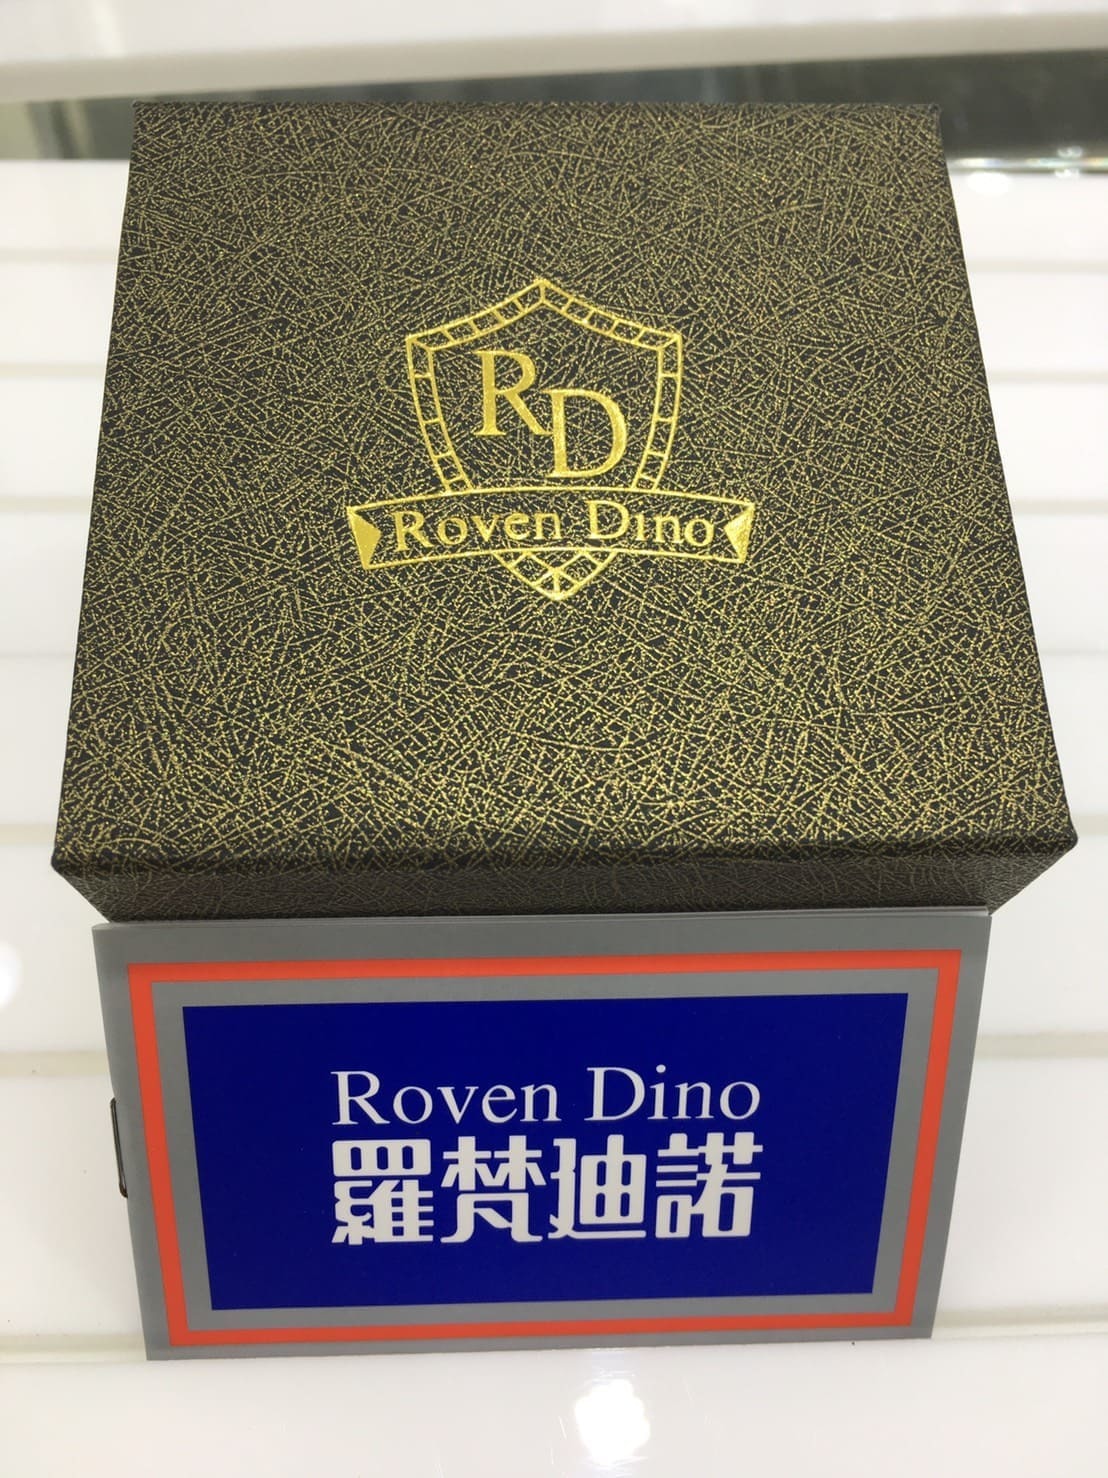 RD
Roven Dino
Roven Dino
羅梵迪諾